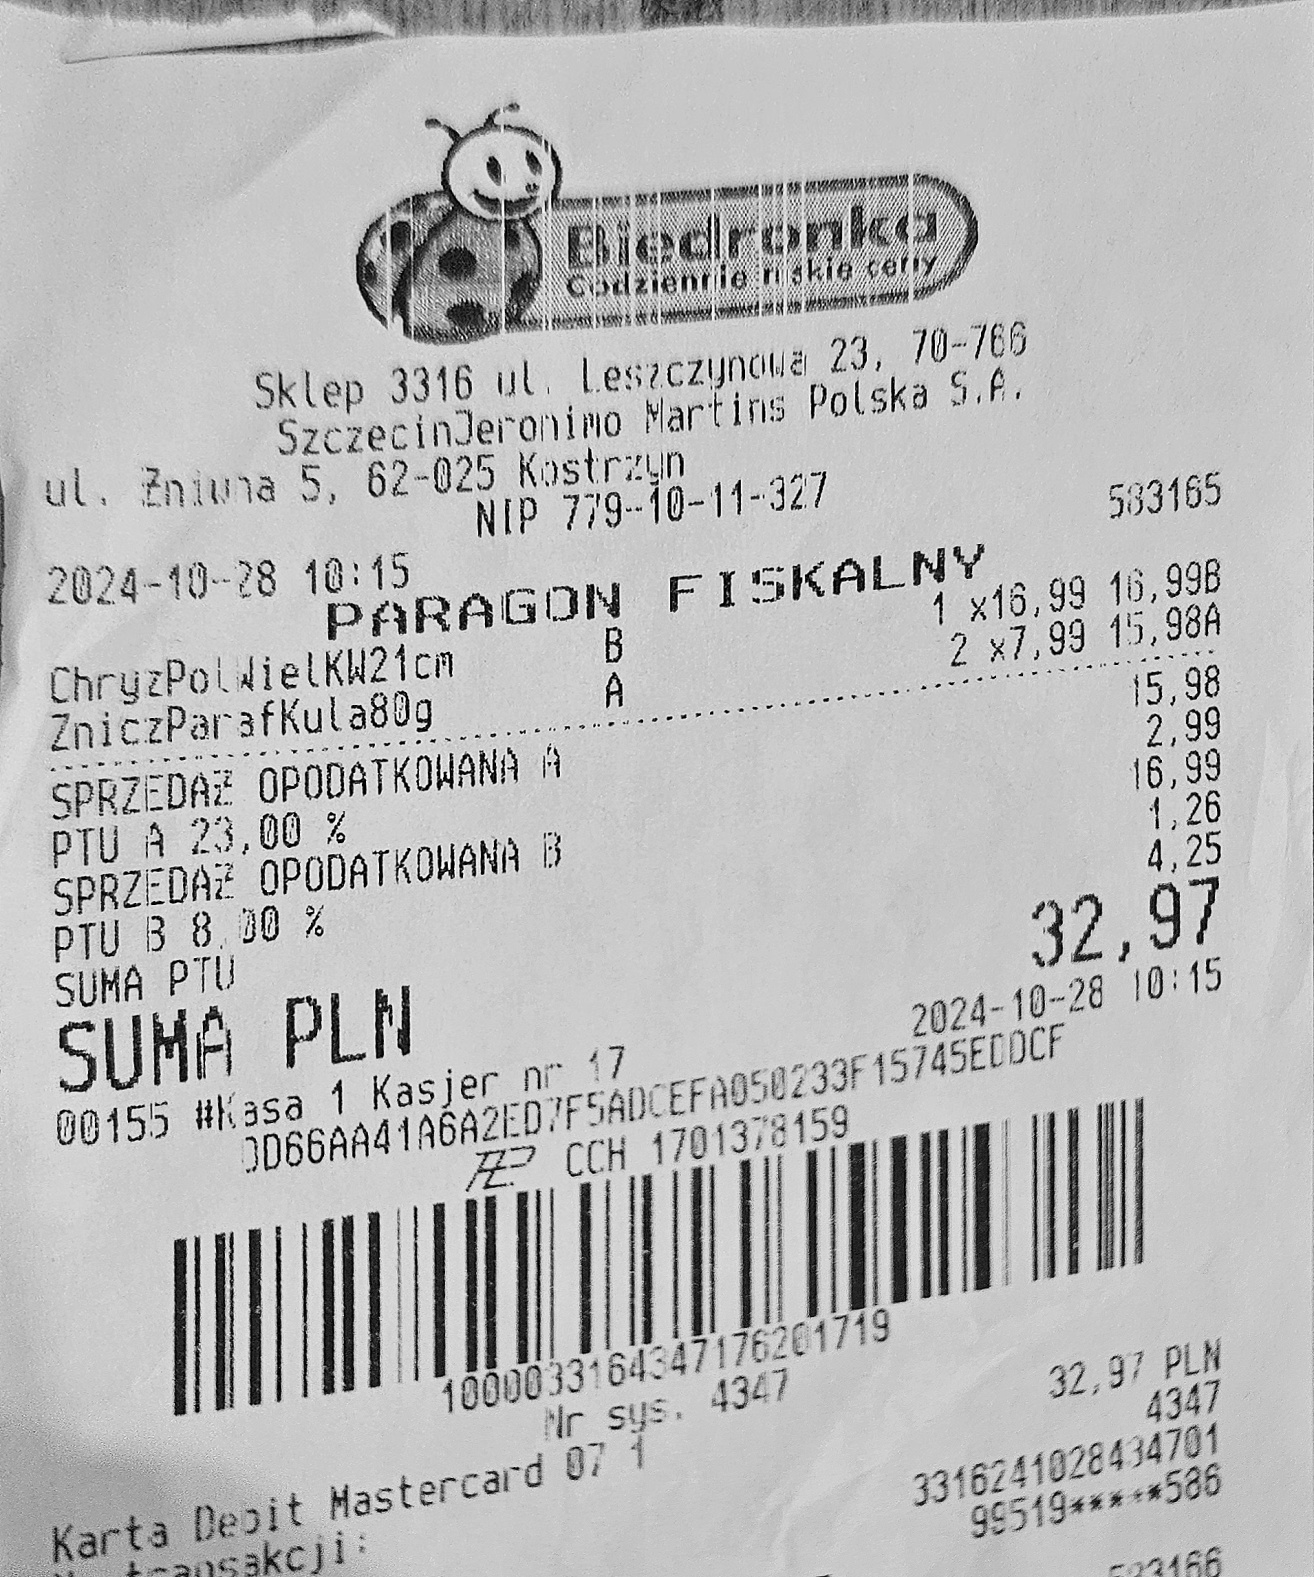 Biedronka
Codziennie niskie ceny
Sklep 3316 ul. Leszczynowa 23, 70-766
SzczecinJeronimo Martins Polska S.A.
ul. Żniwna 5, 62-025 Kostrzyn
NIP 779-10-11-327
2024-10-28 10:15 583165
PARAGON FISKALNY
ChryzPolWielKW21cm B 1 x16,99 16,99B
ZniczParafKula80g A 2 x7,99 15,98A
SPRZEDAŻ OPODATKOWANA A 15,98
PTU A 23,00 % 2,99
SPRZEDAŻ OPODATKOWANA B 16,99
PTU B 8,00 % 1,26
SUMA PTU 4,25
SUMA PLN 32,97
00155 #Kasa 1 Kasjer nr 17 2024-10-28 10:15
CCH 1701378159
1000033164347176201719
Nr sys. 4347
Karta Debit Mastercard 07 1 32,97 PLN
4347
transakcji: 3316241028434701
99519*****586
583166